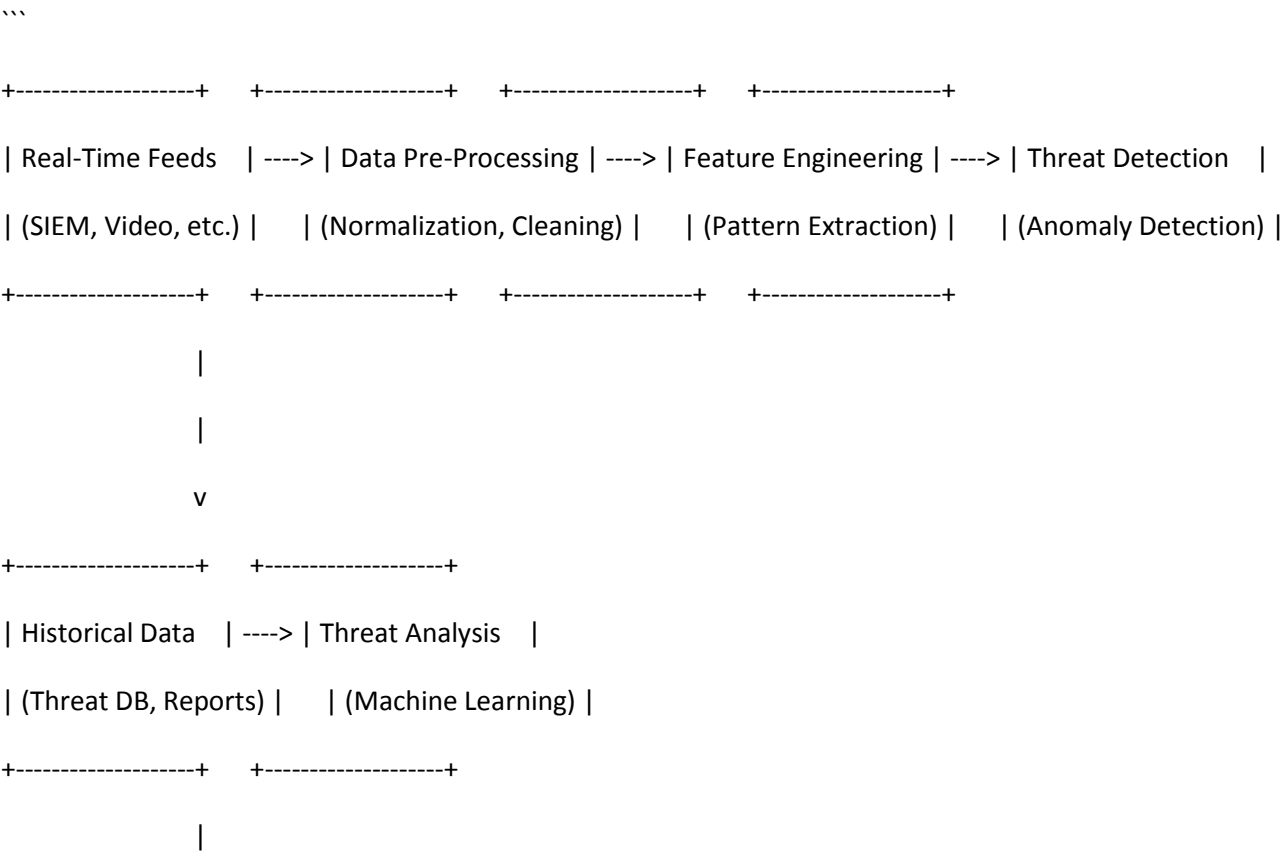 ```
+--------------------+ +--------------------+ +--------------------+ +--------------------+
| Real-Time Feeds | ----> | Data Pre-Processing | ----> | Feature Engineering | ----> | Threat Detection |
| (SIEM, Video, etc.) | | (Normalization, Cleaning) | | (Pattern Extraction) | | (Anomaly Detection) |
+--------------------+ +--------------------+ +--------------------+ +--------------------+
|
|
v
+--------------------+ +--------------------+
| Historical Data | ----> | Threat Analysis |
| (Threat DB, Reports) | | (Machine Learning) |
+--------------------+ +--------------------+
|